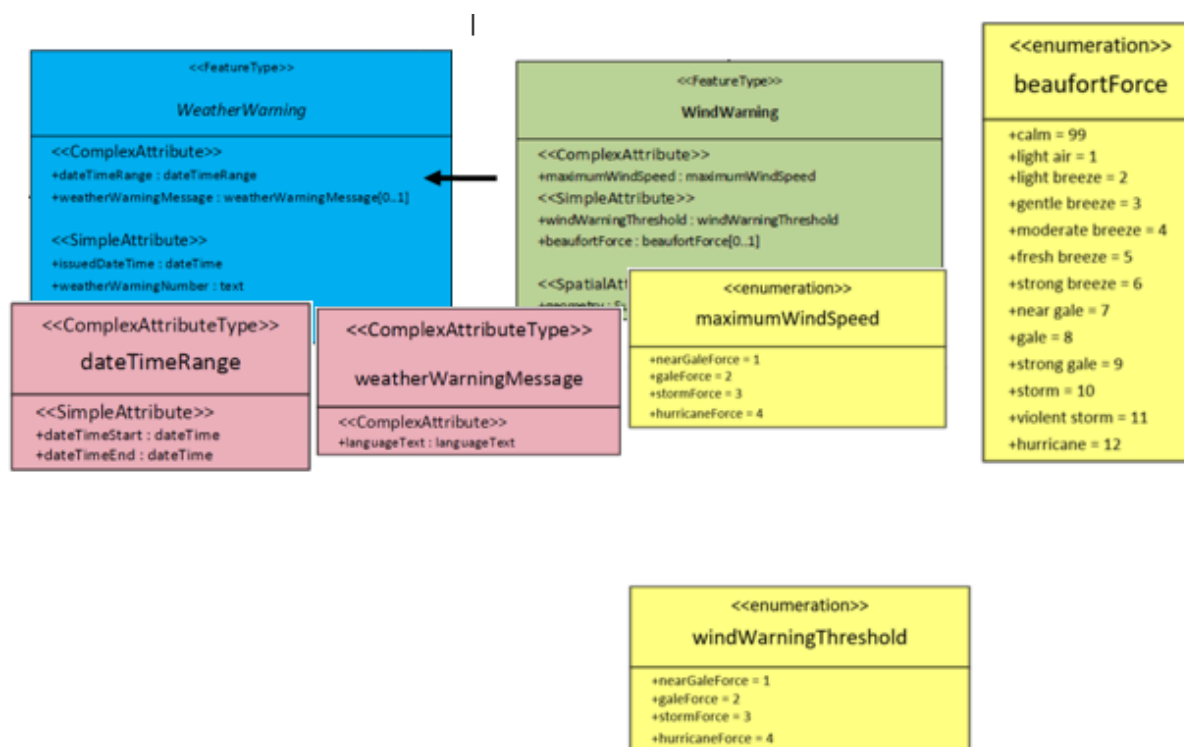 <<FeatureType>>
WeatherWarning
<<ComplexAttribute>>
+dateTimeRange : dateTimeRange
+weatherWarningMessage : weatherWarningMessage[0..1]
<<SimpleAttribute>>
+issuedDateTime : dateTime
+weatherWarningNumber : text
<<ComplexAttributeType>>
dateTimeRange
<<SimpleAttribute>>
+dateTimeStart : dateTime
+dateTimeEnd : dateTime
<<ComplexAttributeType>>
weatherWarningMessage
<<ComplexAttribute>>
+languageText : languageText
<<FeatureType>>
WindWarning
<<ComplexAttribute>>
+maximumWindSpeed : maximumWindSpeed
<<SimpleAttribute>>
+windWarningThreshold : windWarningThreshold
+beaufortForce : beaufortForce[0..1]
<<SpatialAtt
<<enumeration>>
maximumWindSpeed
+nearGaleForce = 1
+galeForce = 2
+stormForce = 3
+hurricaneForce = 4
<<enumeration>>
beaufortForce
+calm = 99
+light air = 1
+light breeze = 2
+gentle breeze = 3
+moderate breeze = 4
+fresh breeze = 5
+strong breeze = 6
+near gale = 7
+gale = 8
+strong gale = 9
+storm = 10
+violent storm = 11
+hurricane = 12
<<enumeration>>
windWarningThreshold
+nearGaleForce = 1
+galeForce = 2
+stormForce = 3
+hurricaneForce = 4